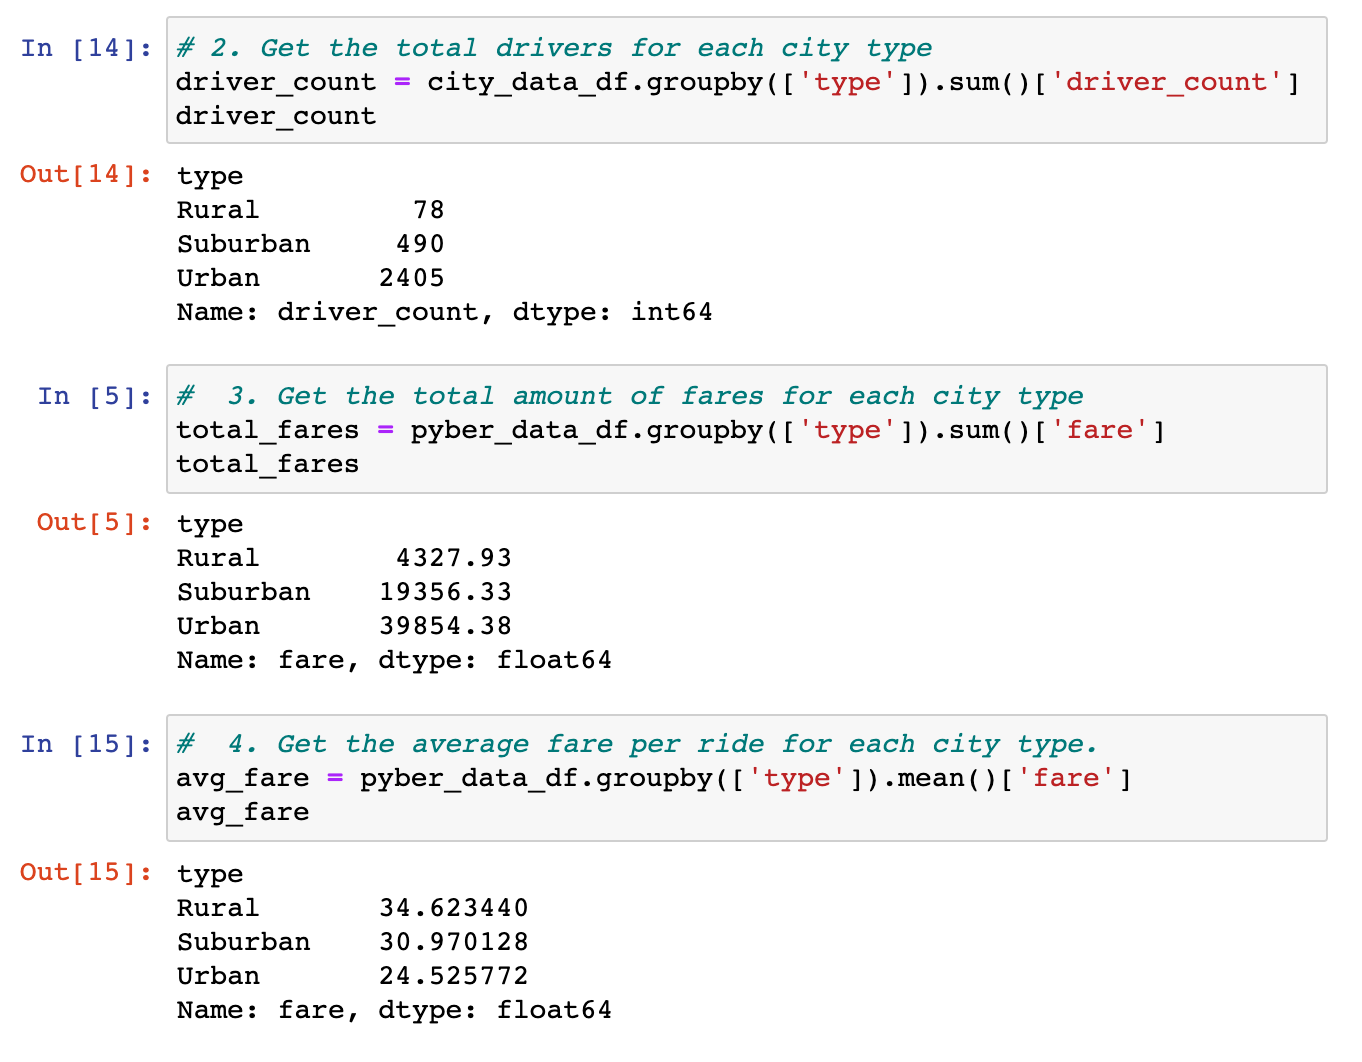 In [14]: # 2. Get the total drivers for each city type
driver_count = city_data_df.groupby(['type']).sum()['driver_count']
driver_count
Out[14]: type
Rural 78
Suburban 490
Urban 2405
Name: driver_count, dtype: int64
In [5]: #  3. Get the total amount of fares for each city type
total_fares = pyber_data_df.groupby(['type']).sum()['fare']
total_fares
Out[5]: type
Rural 4327.93
Suburban 19356.33
Urban 39854.38
Name: fare, dtype: float64
In [15]: #  4. Get the average fare per ride for each city type.
avg_fare = pyber_data_df.groupby(['type']).mean()['fare']
avg_fare
Out[15]: type
Rural 34.623440
Suburban 30.970128
Urban 24.525772
Name: fare, dtype: float64